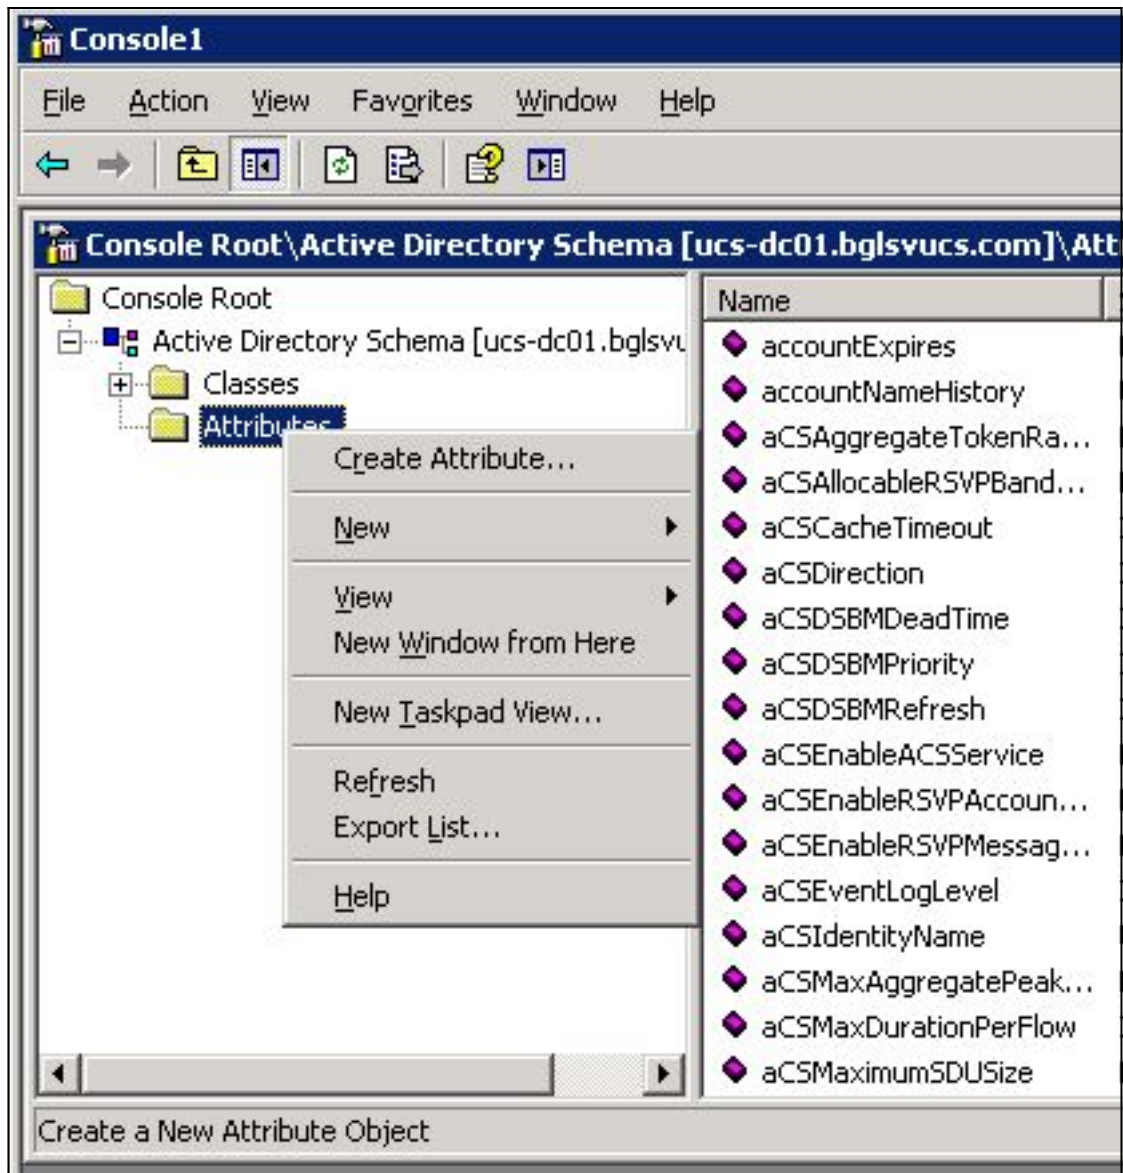 Console1
File Action View Favorites Window Help
Console Root\Active Directory Schema [ucs-dc01.bglsvucs.com]\Att
Console Root
Active Directory Schema [ucs-dc01.bglsvu
Classes
Attributes
Create Attribute...
New
View
New Window from Here
New Taskpad View...
Refresh
Export List...
Help
Name
accountExpires
accountNameHistory
aCSAggregateTokenRa...
aCSAllocableRSVPBand...
aCSCacheTimeout
aCSDirection
aCSDSBMDeadTime
aCSDSBMPriority
aCSDSBMRefresh
aCSEnableACSService
aCSEnableRSVPAccoun...
aCSEnableRSVPMessag...
aCSEventLogLevel
aCSIdentityName
aCSMaxAggregatePeak...
aCSMaxDurationPerFlow
aCSMaximumSDUSize
Create a New Attribute Object